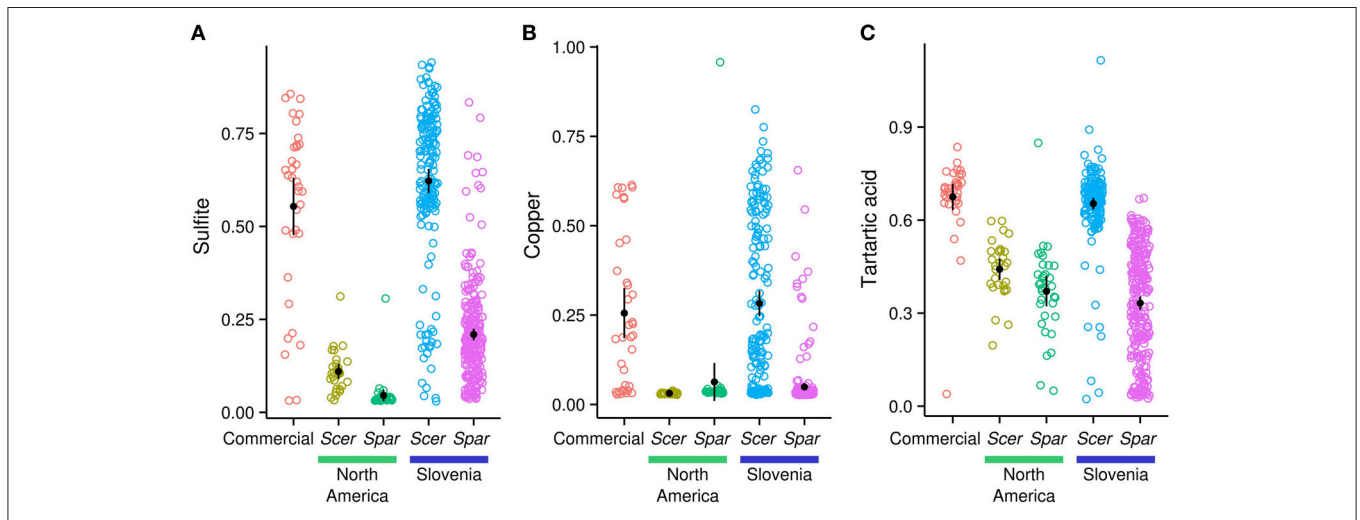 A
Sulfite
0.75
0.50
0.25
0.00
Commercial Scer Spar Scer Spar
North America
Slovenia
B
Copper
1.00
0.75
0.50
0.25
0.00
Commercial Scer Spar Scer Spar
North America
Slovenia
C
Tartartic acid
0.9
0.6
0.3
0.0
Commercial Scer Spar Scer Spar
North America
Slovenia